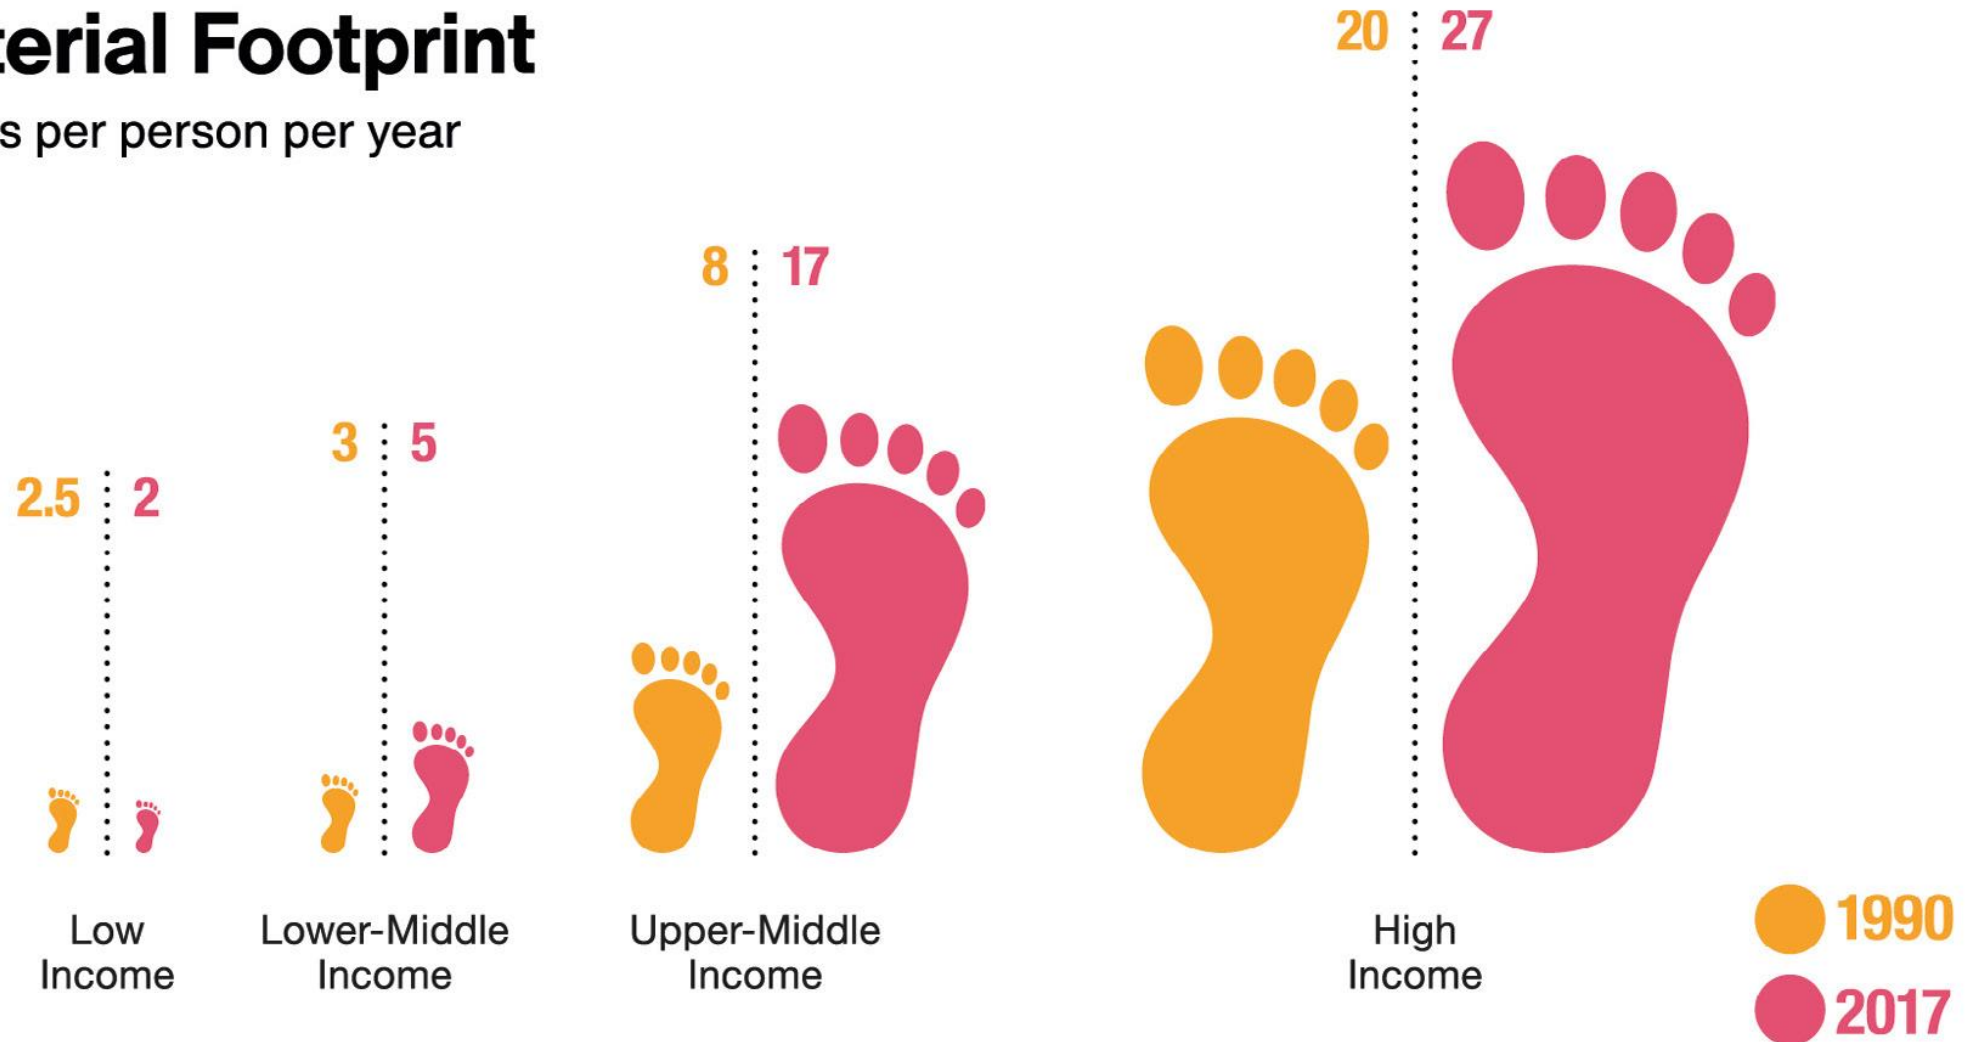 terial Footprint
s per person per year
20 27
8 17
3 5
2.5 2
Low
Income
Lower-Middle
Income
Upper-Middle
Income
High
Income
1990
2017